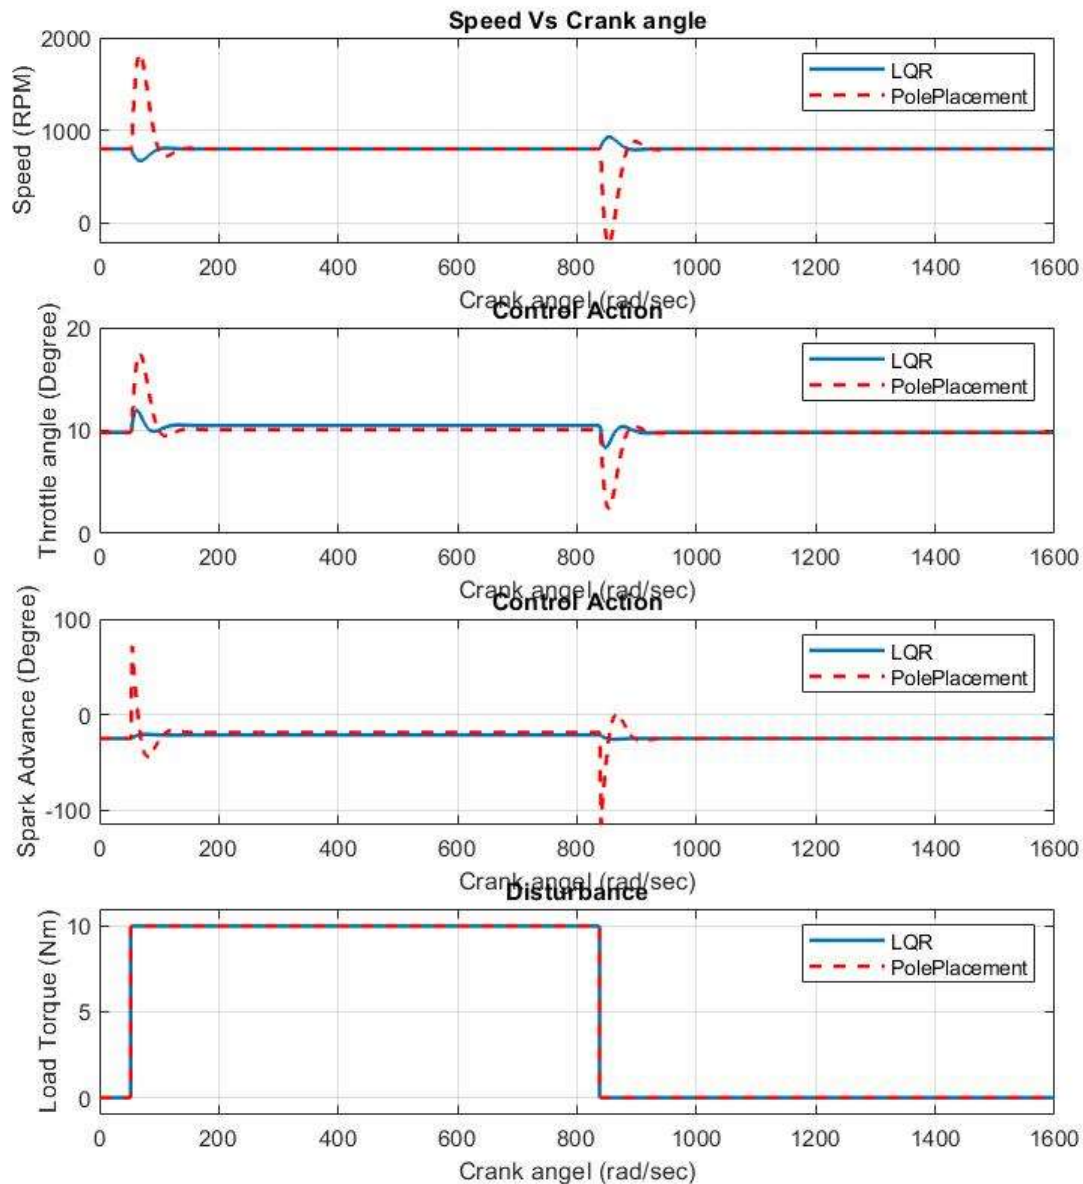 Speed Vs Crank angle
2000
1000
0
Speed (RPM)
LQR
PolePlacement
0 200 400 600 800 1000 1200 1400 1600
Crank angel (rad/sec)
Control Action
20
10
0
Throttle angle (Degree)
LQR
PolePlacement
0 200 400 600 800 1000 1200 1400 1600
Crank angel (rad/sec)
Control Action
100
0
-100
Spark Advance (Degree)
LQR
PolePlacement
0 200 400 600 800 1000 1200 1400 1600
Crank angel (rad/sec)
Disturbance
10
5
0
Load Torque (Nm)
LQR
PolePlacement
0 200 400 600 800 1000 1200 1400 1600
Crank angel (rad/sec)